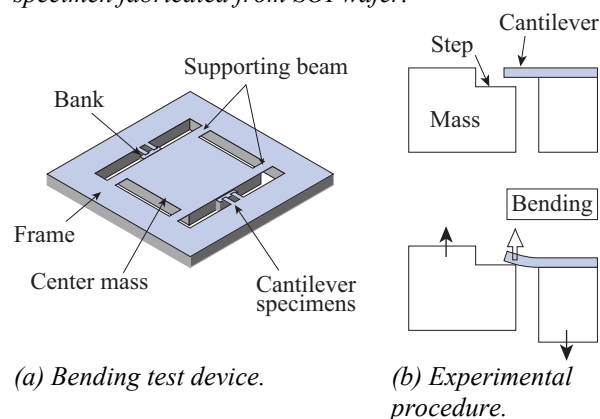 specimen fabricated from SOI wafer.
Supporting beam
Bank
Frame
Center mass
Cantilever
specimens
(a) Bending test device.
Cantilever
Step
Mass
Bending
(b) Experimental
procedure.